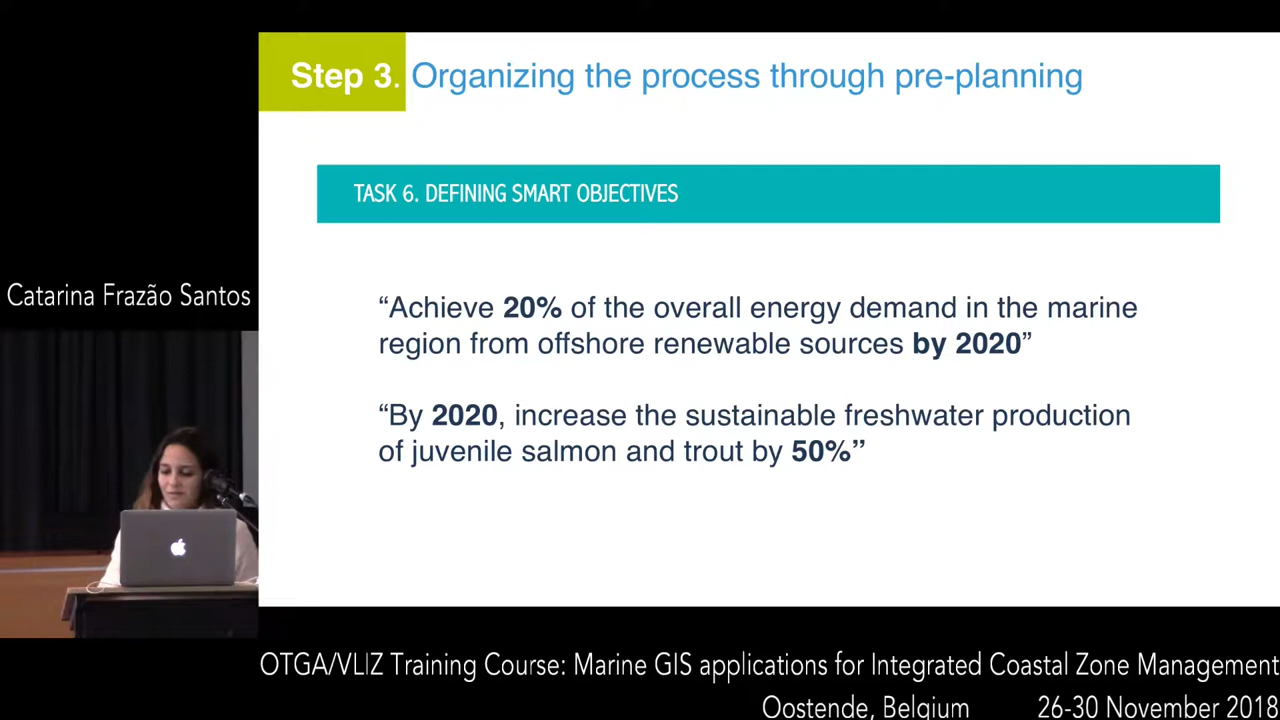 Step 3. Organizing the process through pre-planning
TASK 6. DEFINING SMART OBJECTIVES
“Achieve 20% of the overall energy demand in the marine
region from offshore renewable sources by 2020”
“By 2020, increase the sustainable freshwater production
of juvenile salmon and trout by 50%”
Catarina Frazão Santos
OTGA/VLIZ Training Course: Marine GIS applications for Integrated Coastal Zone Management
Oostende, Belgium 26-30 November 2018